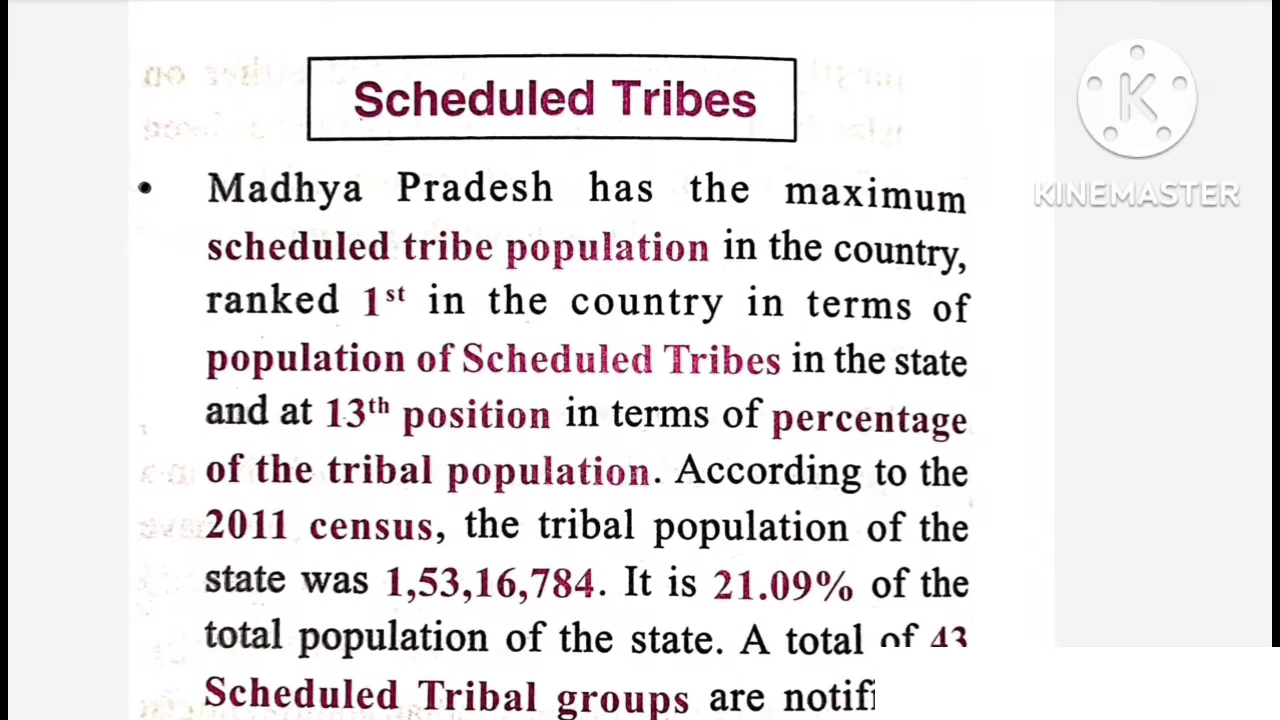 Scheduled Tribes
• Madhya Pradesh has the maximum
scheduled tribe population in the country,
ranked 1st in the country in terms of
population of Scheduled Tribes in the state
and at 13th position in terms of percentage
of the tribal population. According to the
2011 census, the tribal population of the
state was 1,53,16,784. It is 21.09% of the
total population of the state. A total of 43
Scheduled Tribal groups are
K
KINEMASTER